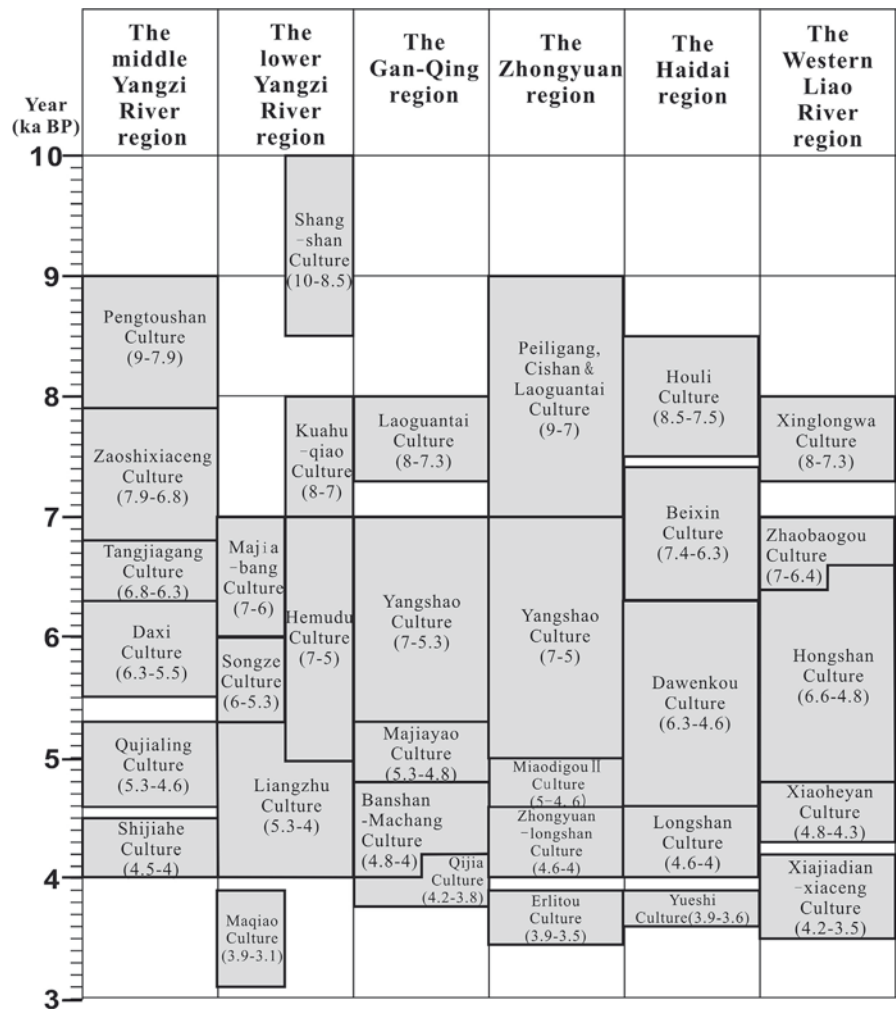 Year
(ka BP)
The
middle
Yangzi
River
region
The
lower
Yangzi
River
region
The
Gan-Qing
region
The
Zhongyuan
region
The
Haidai
region
The
Western
Liao
River
region
10
9
8
7
6
5
4
3
Pengtoushan
Culture
(9-7.9)
Zaoshixiaceng
Culture
(7.9-6.8)
Tangjiagang
Culture
(6.8-6.3)
Daxi
Culture
(6.3-5.5)
Qujialing
Culture
(5.3-4.6)
Shijiahe
Culture
(4.5-4)
Shang
-shan
Culture
(10-8.5)
Kuahu
-qiao
Culture
(8-7)
Majia
-bang
Culture
(7-6)
Hemudu
Culture
(7-5)
Songze
Culture
(6-5.3)
Liangzhu
Culture
(5.3-4)
Maqiao
Culture
(3.9-3.1)
Laoguantai
Culture
(8-7.3)
Yangshao
Culture
(7-5.3)
Majiayao
Culture
(5.3-4.8)
Banshan
-Machang
Culture
(4.8-4)
Qijia
Culture
(4.2-3.8)
Peiligang,
Cishan &
Laoguantai
Culture
(9-7)
Yangshao
Culture
(7-5)
MiaodigouⅡ
Culture
(5-4.6)
Zhongyuan
-longshan
Culture
(4.6-4)
Erlitou
Culture
(3.9-3.5)
Houli
Culture
(8.5-7.5)
Beixin
Culture
(7.4-6.3)
Dawenkou
Culture
(6.3-4.6)
Longshan
Culture
(4.6-4)
Yueshi
Culture(3.9-3.6)
Xinglongwa
Culture
(8-7.3)
Zhaobaogou
Culture
(7-6.4)
Hongshan
Culture
(6.6-4.8)
Xiaoheyan
Culture
(4.8-4.3)
Xiajiadian
-xiaceng
Culture
(4.2-3.5)